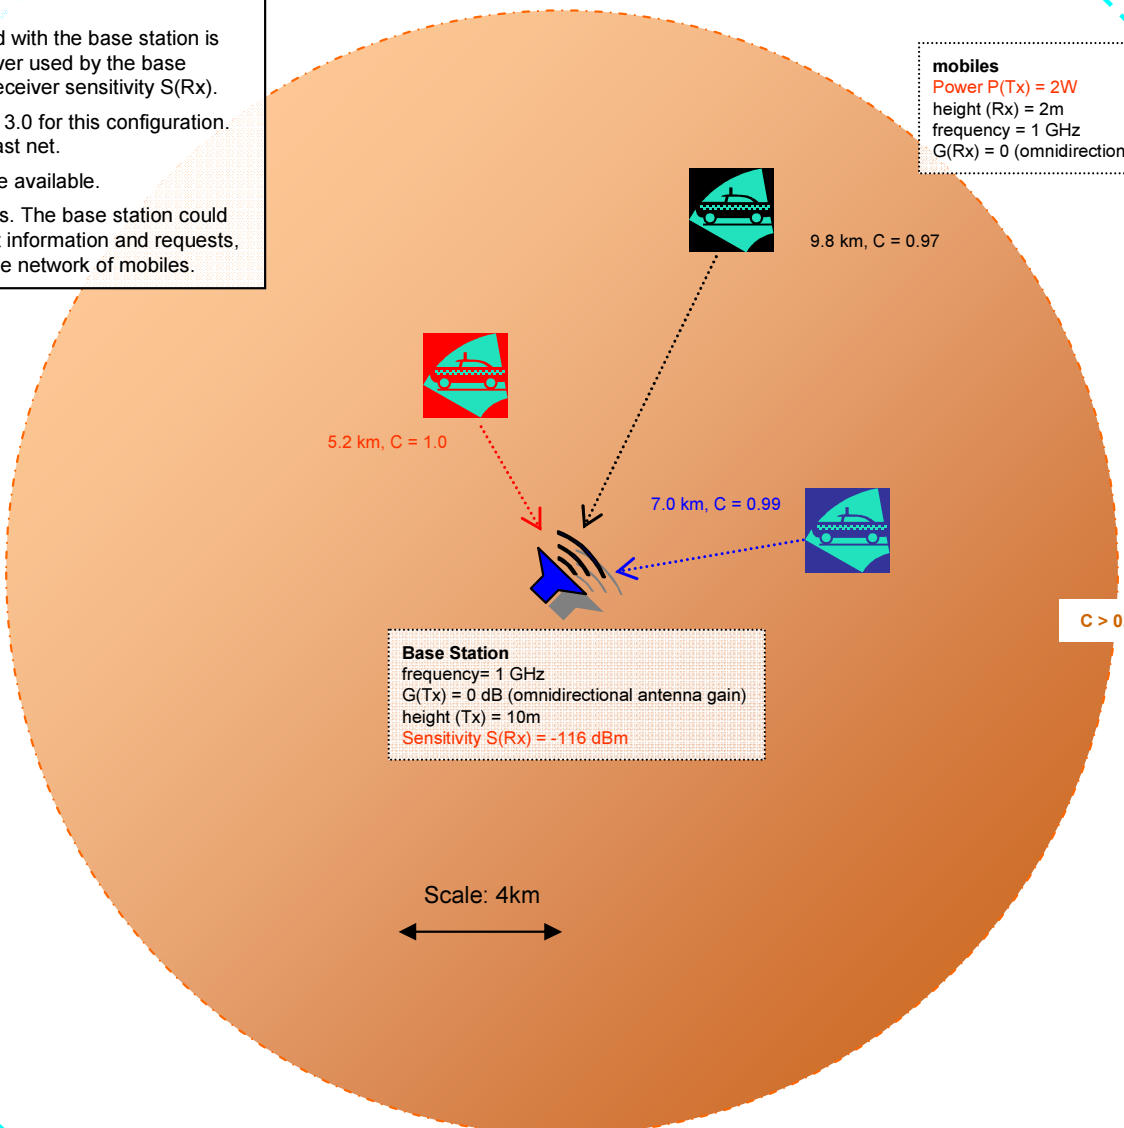 d with the base station is
ver used by the base
eceiver sensitivity S(Rx).
3.0 for this configuration.
ast net.
e available.
s. The base station could
t information and requests,
e network of mobiles.
mobiles
Power P(Tx) = 2W
height (Rx) = 2m
frequency = 1 GHz
G(Rx) = 0 (omnidirection
9.8 km, C = 0.97
5.2 km, C = 1.0
7.0 km, C = 0.99
C > 0
Base Station
frequency= 1 GHz
G(Tx) = 0 dB (omnidirectional antenna gain)
height (Tx) = 10m
Sensitivity S(Rx) = -116 dBm
Scale: 4km